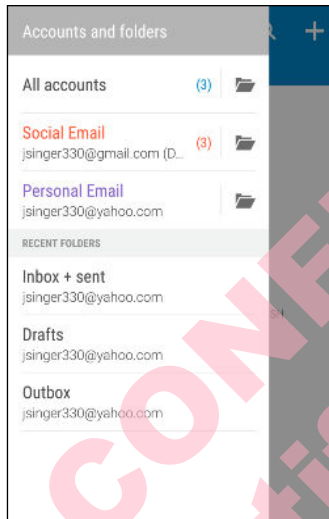 Accounts and folders
All accounts (3)
Social Email (3)
jsinger330@gmail.com (D...
Personal Email
jsinger330@yahoo.com
RECENT FOLDERS
Inbox + sent
jsinger330@yahoo.com
Drafts
jsinger330@yahoo.com
Outbox
jsinger330@yahoo.com